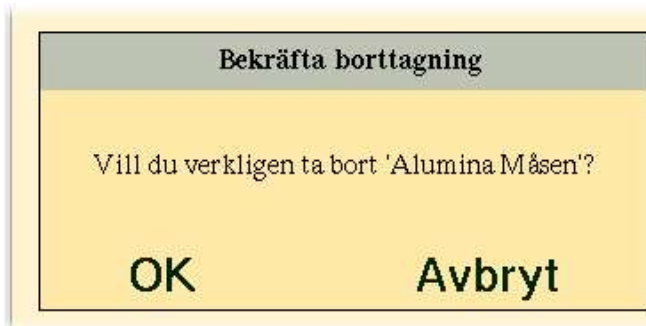 Bekräfta borttagning
Vill du verkligen ta bort 'Alumina Måsen'?
OK Avbryt